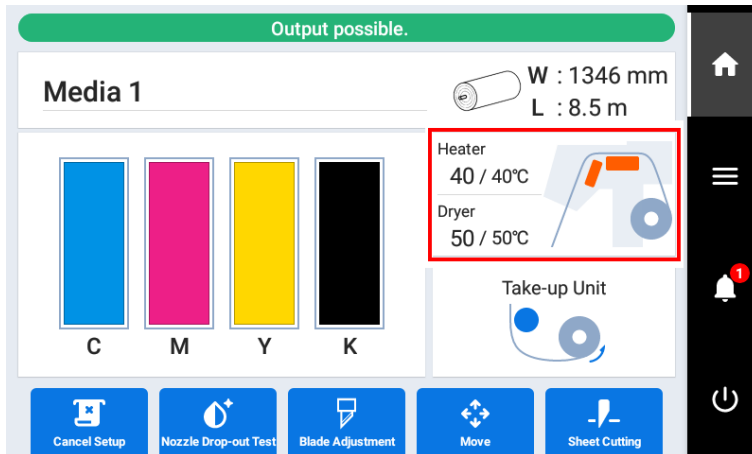 Output possible.
Media 1
W : 1346 mm
L : 8.5 m
Heater
40 / 40℃
Dryer
50 / 50℃
Take-up Unit
C M Y K
1
Cancel Setup
Nozzle Drop-out Test
Blade Adjustment
Move
Sheet Cutting